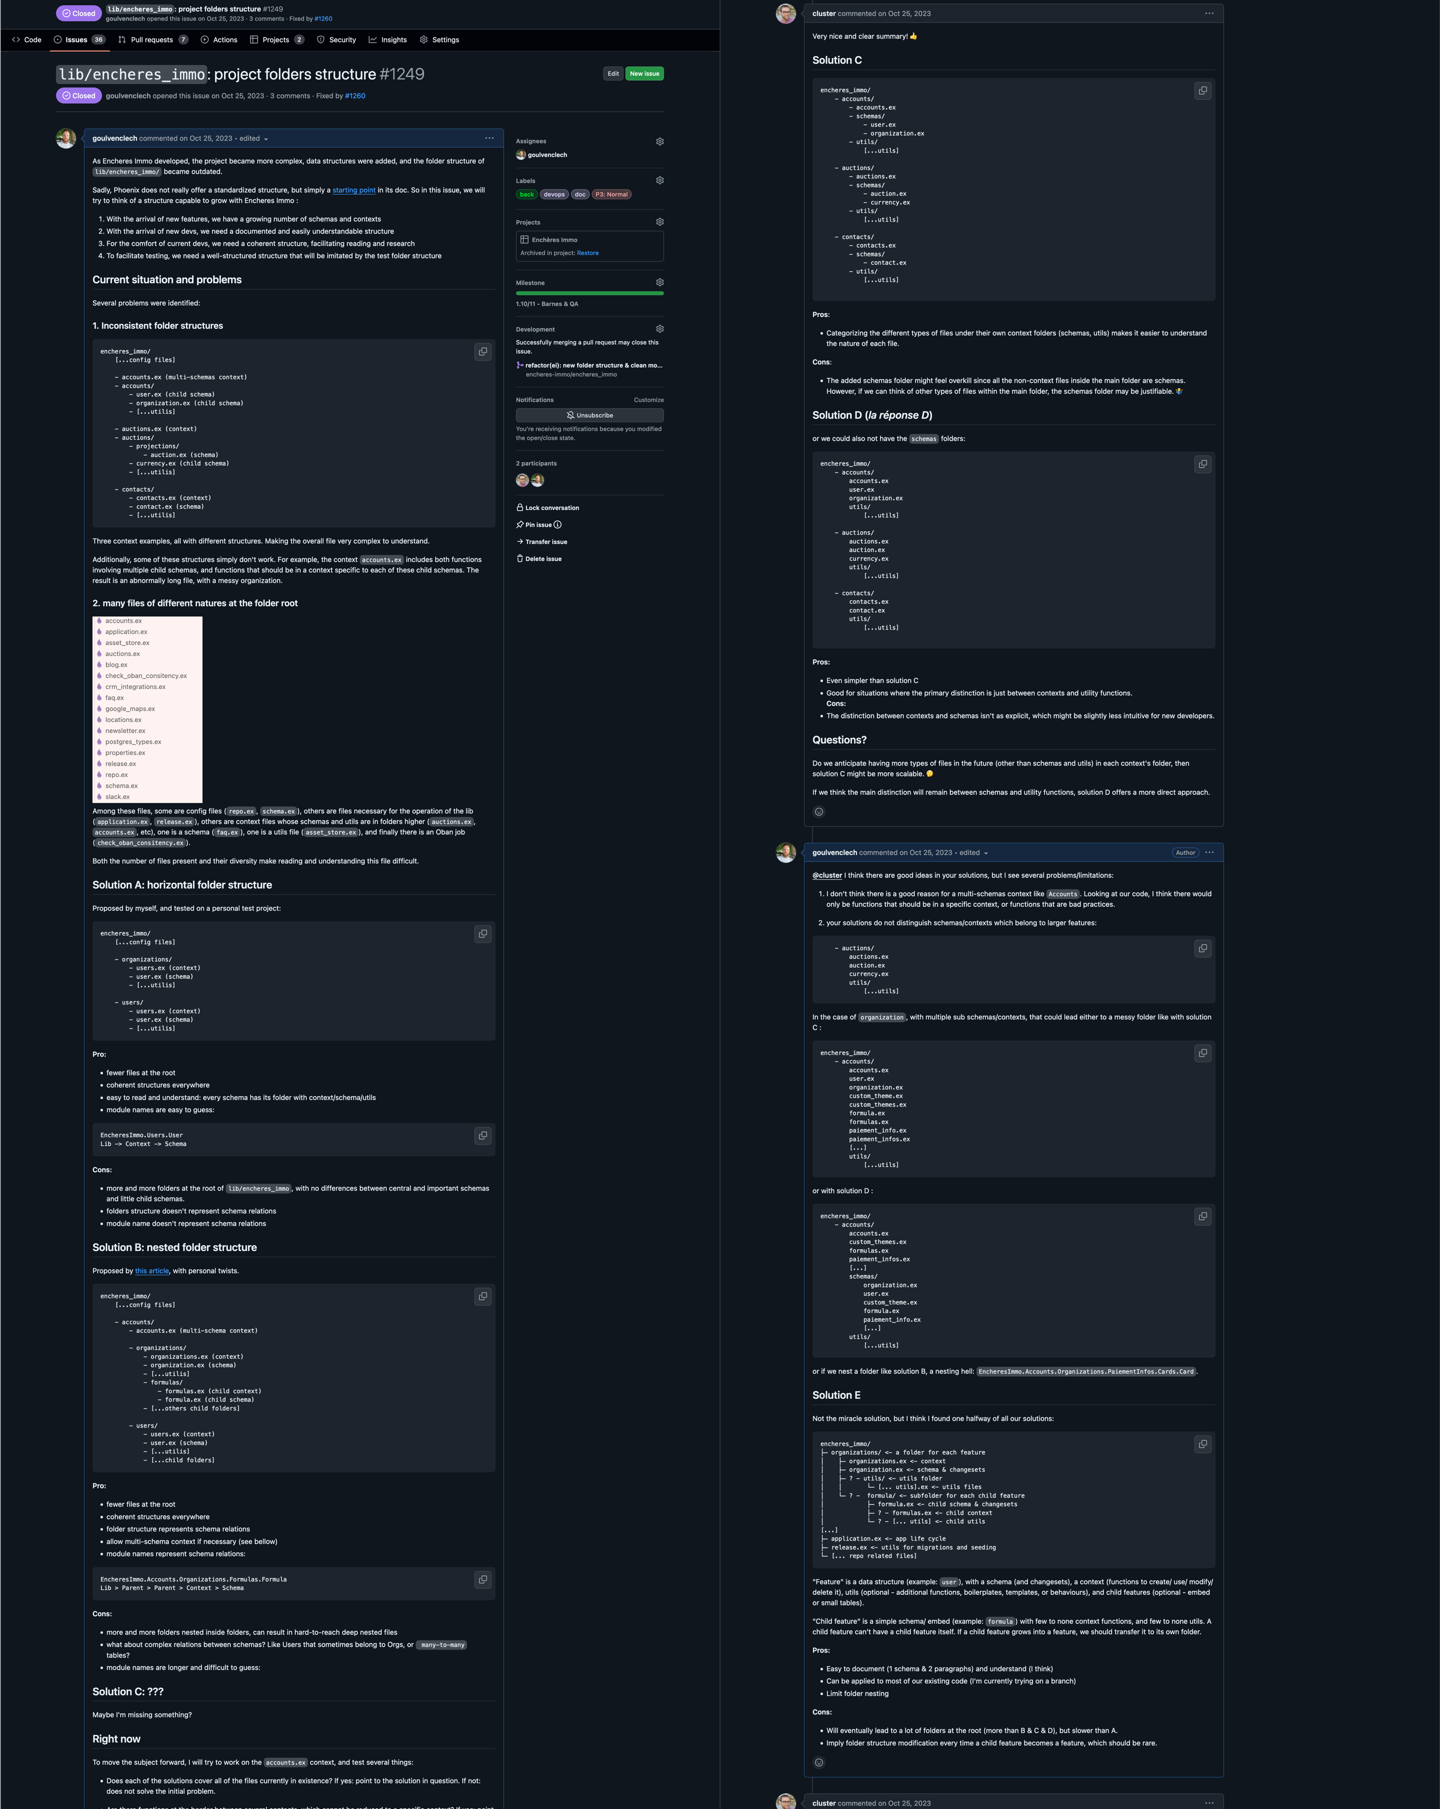 Closed
lib/encheres_immo: project folders structure #1249
goulvenclech opened this issue on Oct 25, 2023 · 3 comments · Fixed by #1260
Code
Issues 36
Pull requests 7
Actions
Projects 2
Security
Insights
Settings
lib/encheres_immo: project folders structure #1249
Edit
New issue
Closed
goulvenclech opened this issue on Oct 25, 2023 · 3 comments · Fixed by #1260
goulvenclech commented on Oct 25, 2023 • edited
As Encheres Immo developed, the project became more complex, data structures were added, and the folder structure of
lib/encheres_immo/ became outdated.
Sadly, Phoenix does not really offer a standardized structure, but simply a starting point in its doc. So in this issue, we will
try to think of a structure capable to grow with Encheres Immo :
1. With the arrival of new features, we have a growing number of schemas and contexts
2. With the arrival of new devs, we need a documented and easily understandable structure
3. For the comfort of current devs, we need a coherent structure, facilitating reading and research
4. To facilitate testing, we need a well-structured structure that will be imitated by the test folder structure
Current situation and problems
Several problems were identified:
1. Inconsistent folder structures
encheres_immo/
[...config files]
- accounts.ex (multi-schemas context)
- accounts/
- user.ex (child schema)
- organization.ex (child schema)
- [...utilis]
- auctions.ex (context)
- auctions/
- projections/
- auction.ex (schema)
- currency.ex (child schema)
- [...utilis]
- contacts/
- contacts.ex (context)
- contact.ex (schema)
- [...utilis]
Three context examples, all with different structures. Making the overall file very complex to understand.
Additionally, some of these structures simply don't work. For example, the context accounts.ex includes both functions
involving multiple child schemas, and functions that should be in a context specific to each of these child schemas. The
result is an abnormally long file, with a messy organization.
2. many files of different natures at the folder root
accounts.ex
application.ex
asset_store.ex
auctions.ex
blog.ex
check_oban_consitency.ex
crm_integrations.ex
faq.ex
google_maps.ex
locations.ex
newsletter.ex
postgres_types.ex
properties.ex
release.ex
repo.ex
schema.ex
slack.ex
Among these files, some are config files (repo.ex, schema.ex), others are files necessary for the operation of the lib
(application.ex, release.ex), others are context files whose schemas and utils are in folders higher (auctions.ex,
accounts.ex, etc), one is a schema (faq.ex), one is a utils file (asset_store.ex), and finally there is an Oban job
(check_oban_consitency.ex).
Both the number of files present and their diversity make reading and understanding this file difficult.
Solution A: horizontal folder structure
Proposed by myself, and tested on a personal test project:
encheres_immo/
[...config files]
- organizations/
- users.ex (context)
- user.ex (schema)
- [...utilis]
- users/
- users.ex (context)
- user.ex (schema)
- [...utilis]
Pro:
• fewer files at the root
• coherent structures everywhere
• easy to read and understand: every schema has its folder with context/schema/utils
• module names are easy to guess:
EncheresImmo.Users.User
Lib -> Context -> Schema
Cons:
• more and more folders at the root of lib/encheres_immo, with no differences between central and important schemas
and little child schemas.
• folders structure doesn't represent schema relations
• module name doesn't represent schema relations
Solution B: nested folder structure
Proposed by this article, with personal twists.
encheres_immo/
[...config files]
- accounts/
- accounts.ex (multi-schema context)
- organizations/
- organizations.ex (context)
- organization.ex (schema)
- [...utilis]
- formulas/
- formulas.ex (child context)
- formula.ex (child schema)
- [...others child folders]
- users/
- users.ex (context)
- user.ex (schema)
- [...utilis]
- [...child folders]
Pro:
• fewer files at the root
• coherent structures everywhere
• folder structure represents schema relations
• allow multi-schema context if necessary (see bellow)
• module names represent schema relations:
EncheresImmo.Accounts.Organizations.Formulas.Formula
Lib > Parent > Parent > Context > Schema
Cons:
• more and more folders nested inside folders, can result in hard-to-reach deep nested files
• what about complex relations between schemas? Like Users that sometimes belong to Orgs, or many-to-many
tables?
• module names are longer and difficult to guess:
Solution C: ???
Maybe I'm missing something?
Right now
To move the subject forward, I will try to work on the accounts.ex context, and test several things:
• Does each of the solutions cover all of the files currently in existence? If yes: point to the solution in question. If not:
does not solve the initial problem.
Assignees
goulvenclech
Labels
back devops doc P3: Normal
Projects
Enchères Immo
Archived in project: Restore
Milestone
1.10/11 - Barnes & QA
Development
Successfully merging a pull request may close this
issue.
refactor(ei): new folder structure & clean mo...
encheres-immo/encheres_immo
Notifications
Customize
Unsubscribe
You're receiving notifications because you modified
the open/close state.
2 participants
Lock conversation
Pin issue
Transfer issue
Delete issue
cluster commented on Oct 25, 2023
Very nice and clear summary! 👍
Solution C
encheres_immo/
- accounts/
- accounts.ex
- schemas/
- user.ex
- organization.ex
- utils/
[...utils]
- auctions/
- auctions.ex
- schemas/
- auction.ex
- currency.ex
- utils/
[...utils]
- contacts/
- contacts.ex
- schemas/
- contact.ex
- utils/
[...utils]
Pros:
• Categorizing the different types of files under their own context folders (schemas, utils) makes it easier to understand
the nature of each file.
Cons:
• The added schemas folder might feel overkill since all the non-context files inside the main folder are schemas.
However, if we can think of other types of files within the main folder, the schemas folder may be justifiable.
Solution D (la réponse D)
or we could also not have the schemas folders:
encheres_immo/
- accounts/
accounts.ex
user.ex
organization.ex
utils/
[...utils]
- auctions/
auctions.ex
auction.ex
currency.ex
utils/
[...utils]
- contacts/
contacts.ex
contact.ex
utils/
[...utils]
Pros:
• Even simpler than solution C
• Good for situations where the primary distinction is just between contexts and utility functions.
Cons:
• The distinction between contexts and schemas isn't as explicit, which might be slightly less intuitive for new developers.
Questions?
Do we anticipate having more types of files in the future (other than schemas and utils) in each context's folder, then
solution C might be more scalable. 🤔
If we think the main distinction will remain between schemas and utility functions, solution D offers a more direct approach.
goulvenclech commented on Oct 25, 2023 • edited
Author
@cluster I think there are good ideas in your solutions, but I see several problems/limitations:
1. I don't think there is a good reason for a multi-schemas context like Accounts. Looking at our code, I think there would
only be functions that should be in a specific context, or functions that are bad practices.
2. your solutions do not distinguish schemas/contexts which belong to larger features:
- auctions/
auctions.ex
auction.ex
currency.ex
utils/
[...utils]
In the case of organization, with multiple sub schemas/contexts, that could lead either to a messy folder like with solution
C :
encheres_immo/
- accounts/
accounts.ex
user.ex
organization.ex
custom_theme.ex
custom_themes.ex
formula.ex
formulas.ex
paiement_info.ex
paiement_infos.ex
[...]
utils/
[...utils]
or with solution D :
encheres_immo/
- accounts/
accounts.ex
custom_themes.ex
formulas.ex
paiement_infos.ex
[...]
schemas/
organization.ex
user.ex
custom_theme.ex
formula.ex
paiement_info.ex
[...]
utils/
[...utils]
or if we nest a folder like solution B, a nesting hell: EncheresImmo.Accounts.Organizations.PaiementInfos.Cards.Card.
Solution E
Not the miracle solution, but I think I found one halfway of all our solutions:
encheres_immo/
├─ organizations/ <- a folder for each feature
│ ├─ organizations.ex <- context
│ ├─ organization.ex <- schema & changesets
│ ├─ ? - utils/ <- utils folder
│ │ └─ [... utils].ex <- utils files
│ └─ ? - formula/ <- subfolder for each child feature
│ ├─ formula.ex <- child schema & changesets
│ ├─ ? - formulas.ex <- child context
│ └─ ? - [... utils] <- child utils
[...]
├─ application.ex <- app life cycle
├─ release.ex <- utils for migrations and seeding
└─ [... repo related files]
"Feature" is a data structure (example: user), with a schema (and changesets), a context (functions to create/ use/ modify/
delete it), utils (optional - additional functions, boilerplates, templates, or behaviours), and child features (optional - embed
or small tables).
"Child feature" is a simple schema/ embed (example: formula) with few to none context functions, and few to none utils. A
child feature can't have a child feature itself. If a child feature grows into a feature, we should transfer it to its own folder.
Pros:
• Easy to document (1 schema & 2 paragraphs) and understand (I think)
• Can be applied to most of our existing code (I'm currently trying on a branch)
• Limit folder nesting
Cons:
• Will eventually lead to a lot of folders at the root (more than B & C & D), but slower than A.
• Imply folder structure modification every time a child feature becomes a feature, which should be rare.
cluster commented on Oct 25, 2023